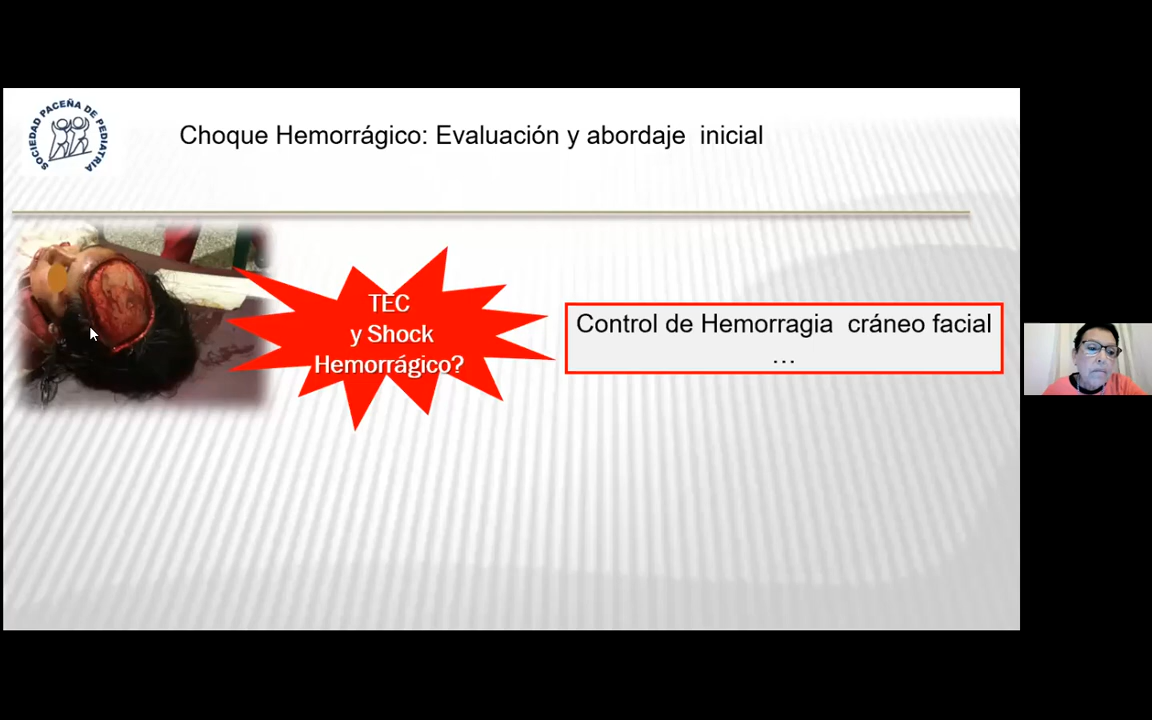 SOCIEDAD PACEÑA DE PEDIATRIA
Choque Hemorrágico: Evaluación y abordaje inicial
TEC
y Shock
Hemorrágico?
Control de Hemorragia cráneo facial
...